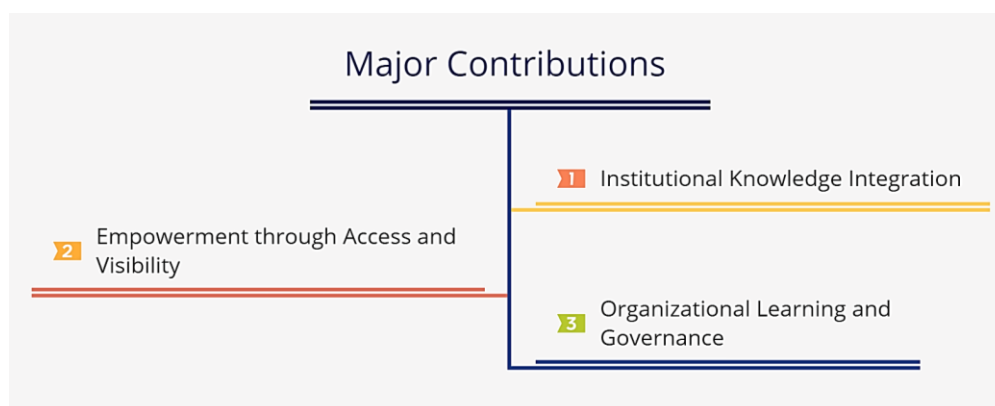 Major Contributions
1 Institutional Knowledge Integration
2 Empowerment through Access and
Visibility
3 Organizational Learning and
Governance